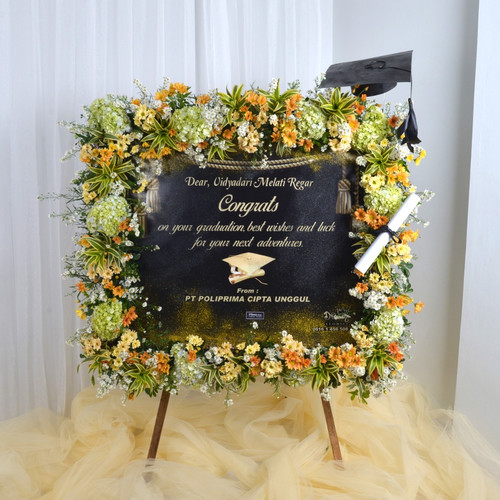 Dear, Vidyadari Melati Regar
Congrats
on your graduation, best wishes and luck
for your next adventures.
From :
PT POLIPRIMA CIPTA UNGGUL